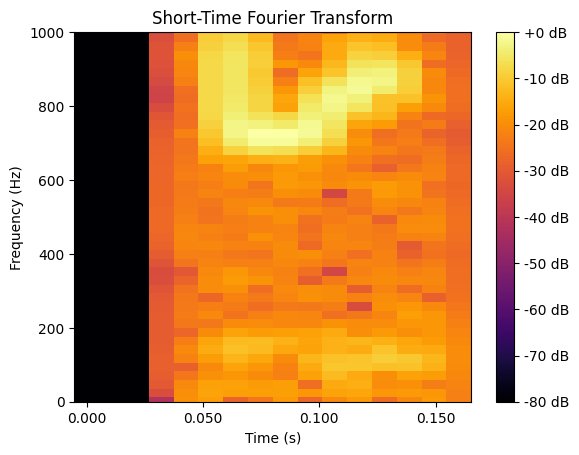 Short-Time Fourier Transform
Frequency (Hz)
1000
800
600
400
200
0
0.000
0.050
0.100
0.150
Time (s)
+0 dB
-10 dB
-20 dB
-30 dB
-40 dB
-50 dB
-60 dB
-70 dB
-80 dB